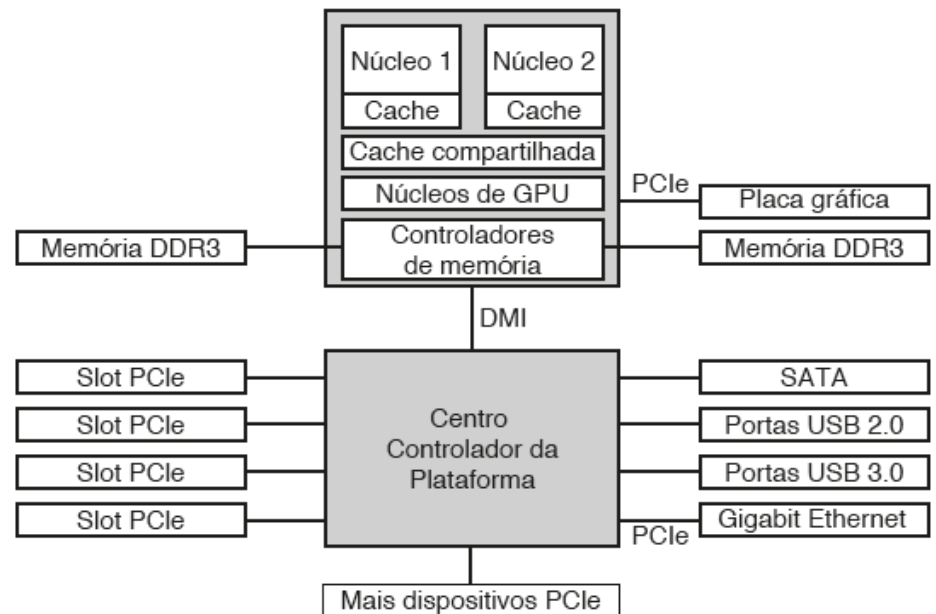 Núcleo 1
Núcleo 2
Cache
Cache
Cache compartilhada
Núcleos de GPU
PCIe
Placa gráfica
Memória DDR3
Controladores
de memória
Memória DDR3
DMI
Slot PCIe
Slot PCIe
Slot PCIe
Slot PCIe
Centro
Controlador da
Plataforma
SATA
Portas USB 2.0
Portas USB 3.0
Gigabit Ethernet
PCIe
Mais dispositivos PCIe